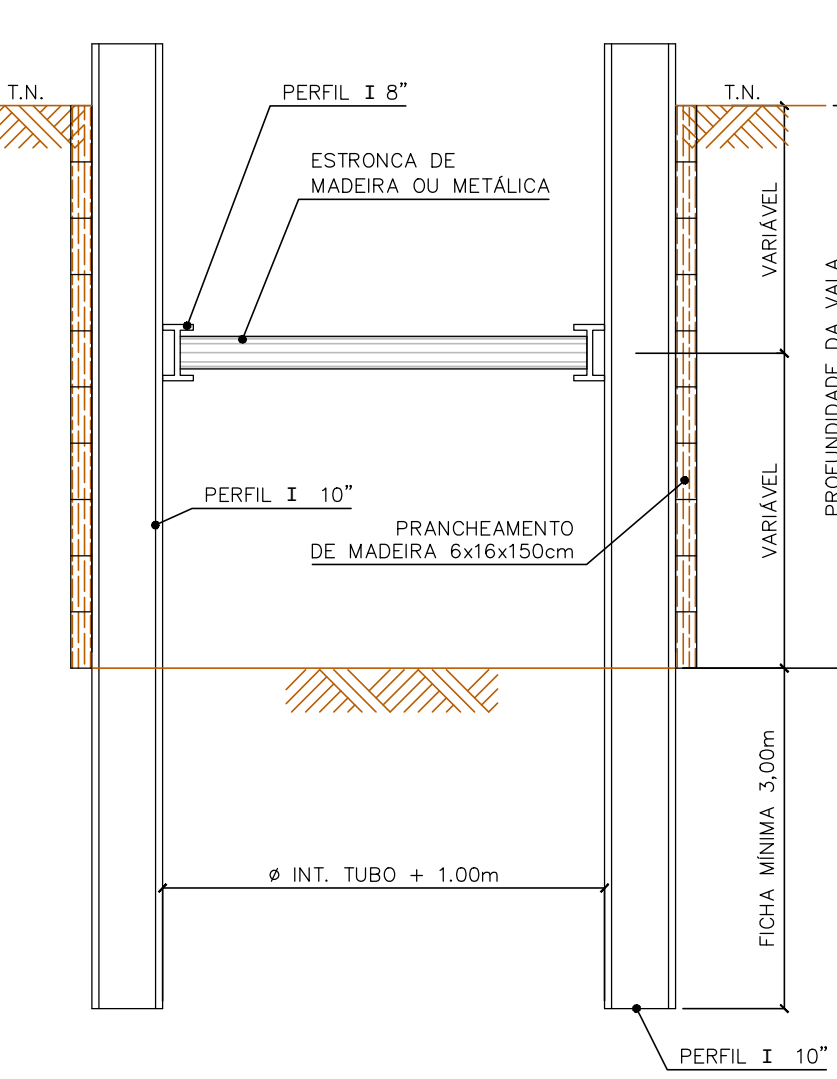 T.N.
PERFIL I 8"
T.N.
ESTRONCA DE
MADEIRA OU METÁLICA
VARIÁVEL
PROFUNDIDADE DA VALA
PERFIL I 10"
PRANCHEAMENTO
DE MADEIRA 6x16x150cm
VARIÁVEL
FICHA MÍNIMA 3,00m
ø INT. TUBO + 1.00m
PERFIL I 10"